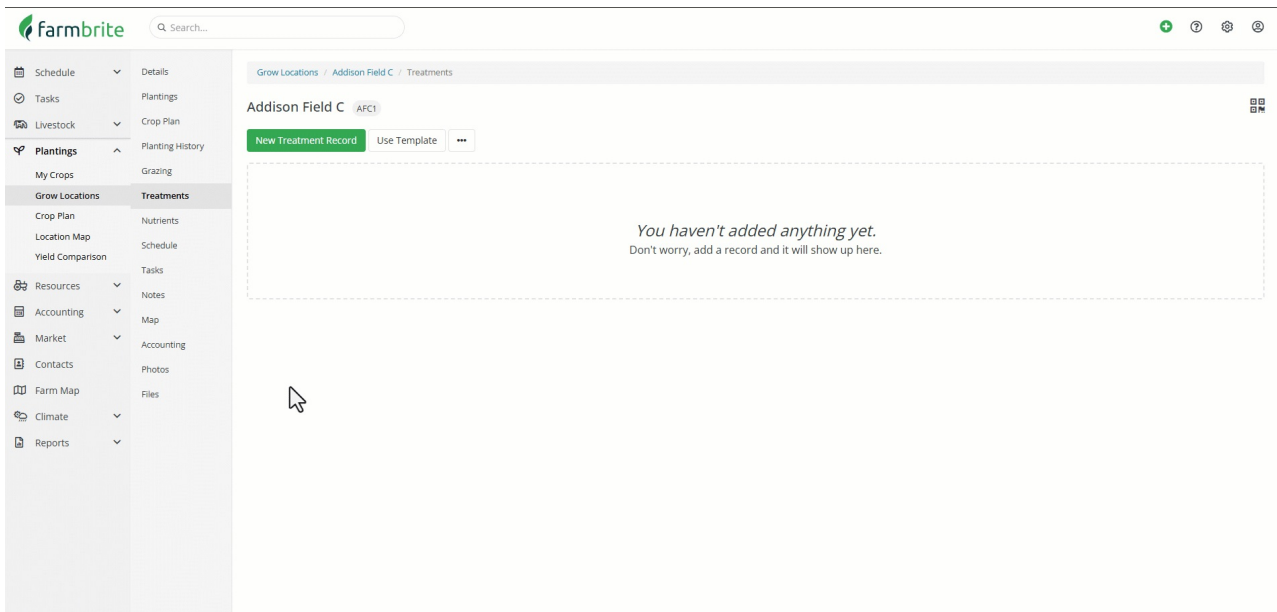 farmbrite
Search...
Schedule
Tasks
Livestock
Plantings
My Crops
Grow Locations
Crop Plan
Location Map
Yield Comparison
Resources
Accounting
Market
Contacts
Farm Map
Climate
Reports
Details
Plantings
Crop Plan
Planting History
Grazing
Treatments
Nutrients
Schedule
Tasks
Notes
Map
Accounting
Photos
Files
Grow Locations / Addison Field C / Treatments
Addison Field C AFC1
New Treatment Record Use Template •••
You haven't added anything yet.
Don't worry, add a record and it will show up here.